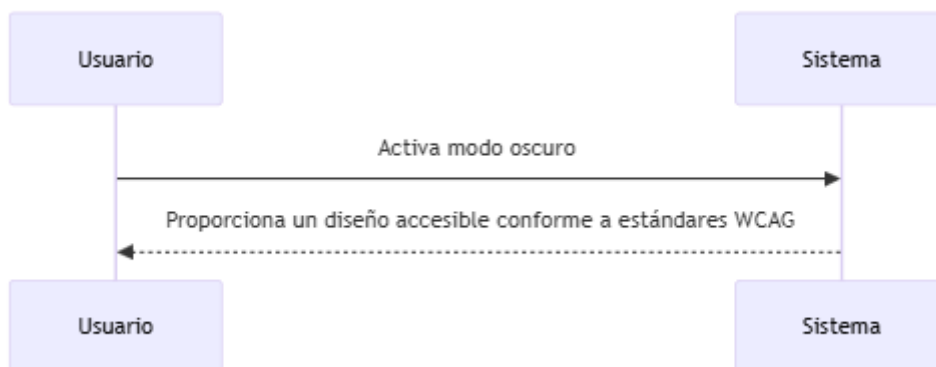 Usuario
Sistema
Activa modo oscuro
Proporciona un diseño accesible conforme a estándares WCAG
Usuario
Sistema